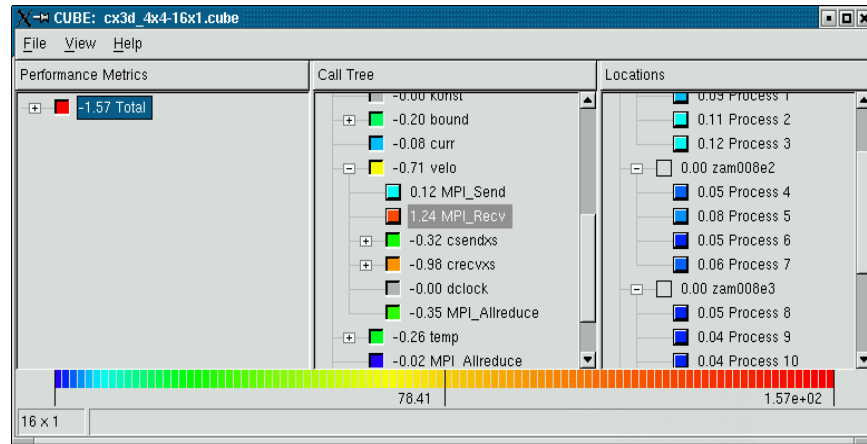 CUBE: cx3d_4x4-16x1.cube
File View Help
Performance Metrics
-1.57 Total
Call Tree
-0.00 konst
-0.20 bound
-0.08 curr
-0.71 velo
0.12 MPI_Send
1.24 MPI_Recv
-0.32 csendxs
-0.98 crecvxs
-0.00 dclock
-0.35 MPI_Allreduce
-0.26 temp
-0.02 MPI_Allreduce
Locations
0.09 Process 1
0.11 Process 2
0.12 Process 3
0.00 zam008e2
0.05 Process 4
0.08 Process 5
0.05 Process 6
0.06 Process 7
0.00 zam008e3
0.05 Process 8
0.04 Process 9
0.04 Process 10
78.41 1.57e+02
16 x 1